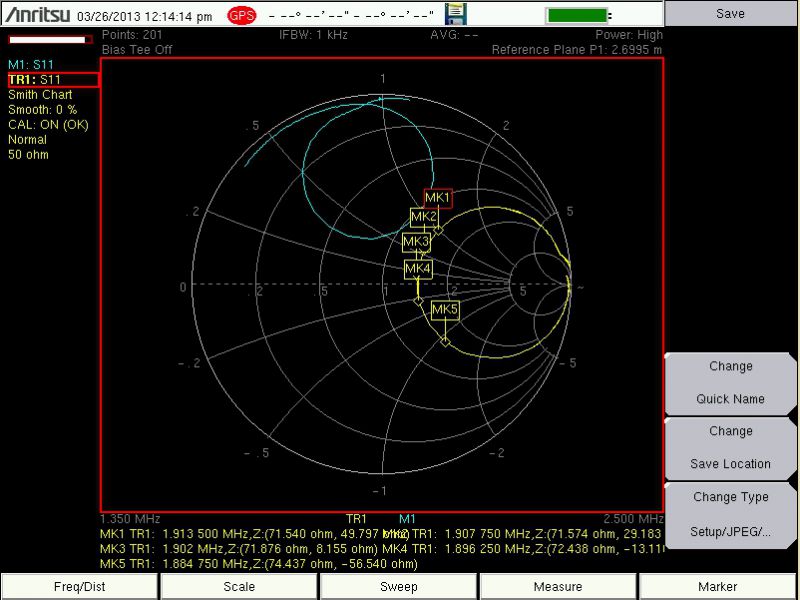 Anritsu 03/26/2013 12:14:14 pm GPS - --°--'--" - --°--'--" Save
Points: 201 IFBW: 1 kHz AVG: -- Power: High
Bias Tee Off Reference Plane P1: 2.6995 m
M1: S11
TR1: S11
Smith Chart
Smooth: 0 %
CAL: ON (OK)
Normal
50 ohm
1
.5 2
MK1
.2 MK2 5
MK3
MK4
0 .2 .5 1 2 5 ~
MK5
-.2 -5
-.5 -2
-1
Change
Quick Name
Change
Save Location
Change Type
Setup/JPEG/...
1.350 MHz TR1 M1 2.500 MHz
MK1 TR1: 1.913 500 MHz,Z:(71.540 ohm, 49.797 MK2 TR1: 1.907 750 MHz,Z:(71.574 ohm, 29.183
MK3 TR1: 1.902 MHz,Z:(71.876 ohm, 8.155 ohm) MK4 TR1: 1.896 250 MHz,Z:(72.438 ohm, -13.111
MK5 TR1: 1.884 750 MHz,Z:(74.437 ohm, -56.540 ohm)
Freq/Dist Scale Sweep Measure Marker